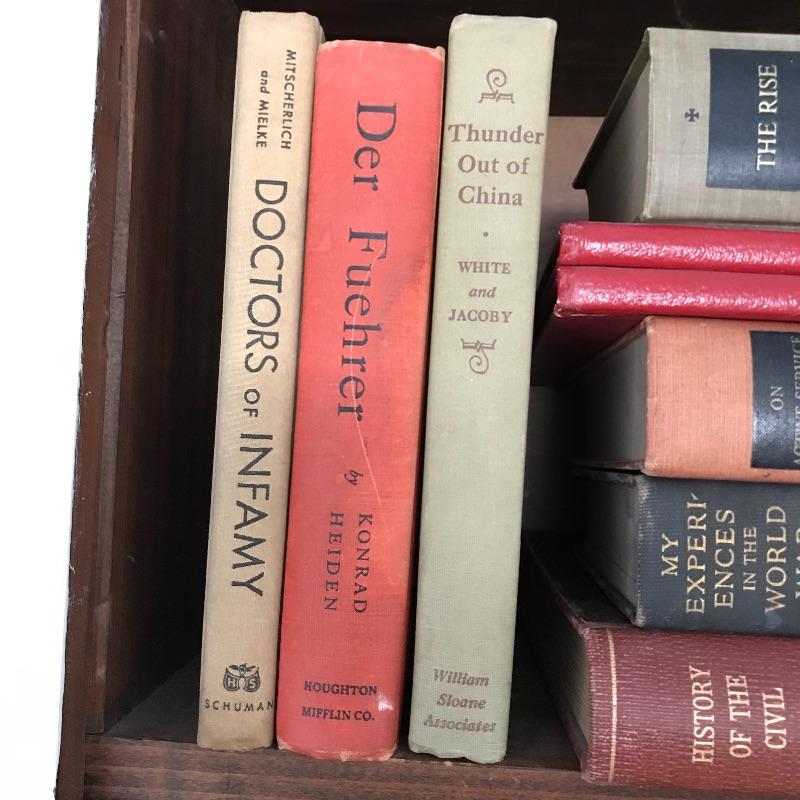 MITSCHERLICH
and MIELKE
DOCTORS OF INFAMY
HS
SCHUMAN
Der Fuehrer
by
KONRAD
HEIDEN
HOUGHTON
MIFFLIN CO.
Thunder
Out of
China
WHITE
and
JACOBY
William
Sloane
Associates
THE RISE
ON
ACTIVE SERVICE
MY
EXPERI-
ENCES
IN THE
WORLD
HISTORY
OF THE
CIVIL